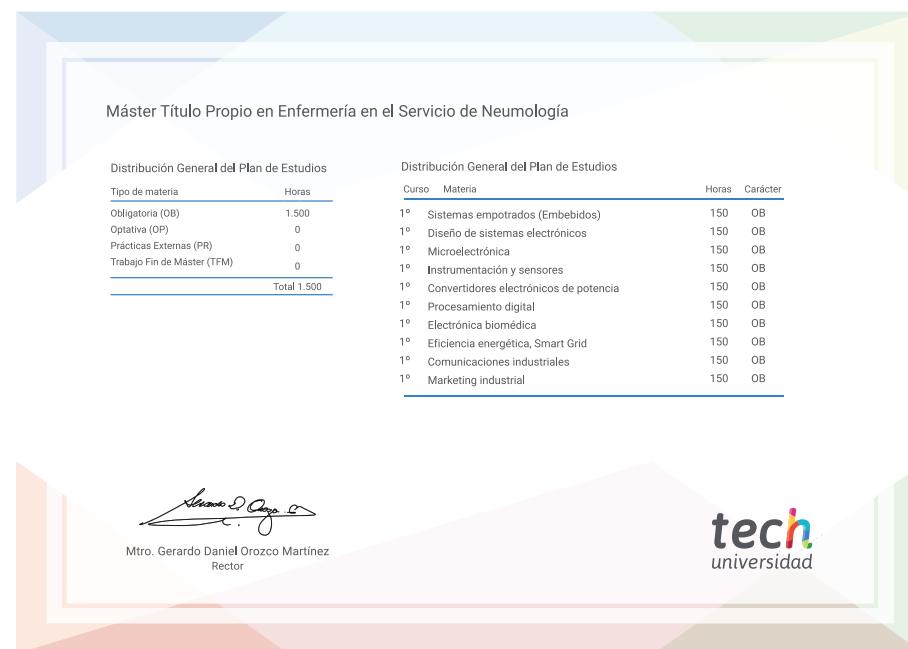 Máster Título Propio en Enfermería en el Servicio de Neumología
Distribución General del Plan de Estudios
Tipo de materia Horas
Obligatoria (OB) 1.500
Optativa (OP) 0
Prácticas Externas (PR) 0
Trabajo Fin de Máster (TFM) 0
Total 1.500
Distribución General del Plan de Estudios
Curso Materia Horas Carácter
1º Sistemas empotrados (Embebidos) 150 OB
1º Diseño de sistemas electrónicos 150 OB
1º Microelectrónica 150 OB
1º Instrumentación y sensores 150 OB
1º Convertidores electrónicos de potencia 150 OB
1º Procesamiento digital 150 OB
1º Electrónica biomédica 150 OB
1º Eficiencia energética, Smart Grid 150 OB
1º Comunicaciones industriales 150 OB
1º Marketing industrial 150 OB
Mtro. Gerardo Daniel Orozco Martínez
Rector
tech
universidad